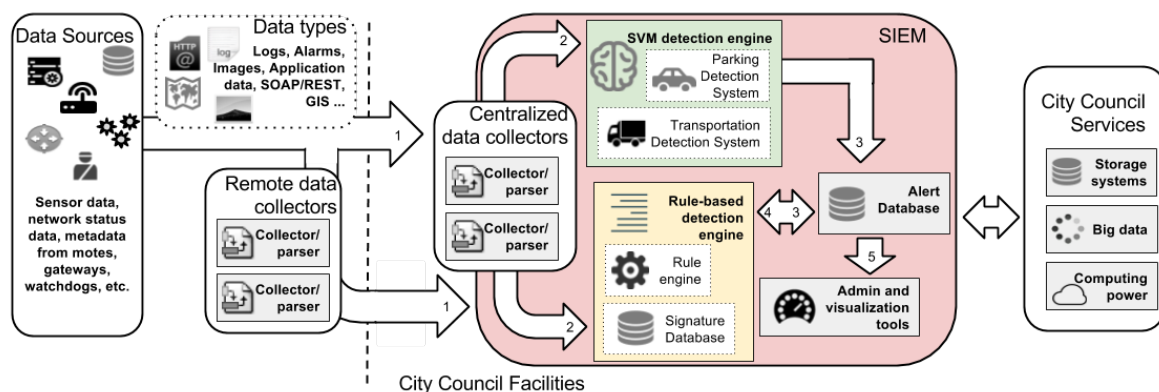 Data Sources
Sensor data,
network status
data, metadata
from motes,
gateways,
watchdogs, etc.
Data types
HTTP
@
log
Logs, Alarms,
Images, Application
data, SOAP/REST,
GIS ...
Remote data
collectors
Collector/
parser
Collector/
parser
1
1
Centralized
data collectors
Collector/
parser
Collector/
parser
2
2
SIEM
SVM detection engine
Parking
Detection
System
Transportation
Detection System
3
Rule-based
detection
engine
Rule
engine
Signature
Database
4 3
Alert
Database
5
Admin and
visualization
tools
City Council Facilities
City Council
Services
Storage
systems
Big data
Computing
power